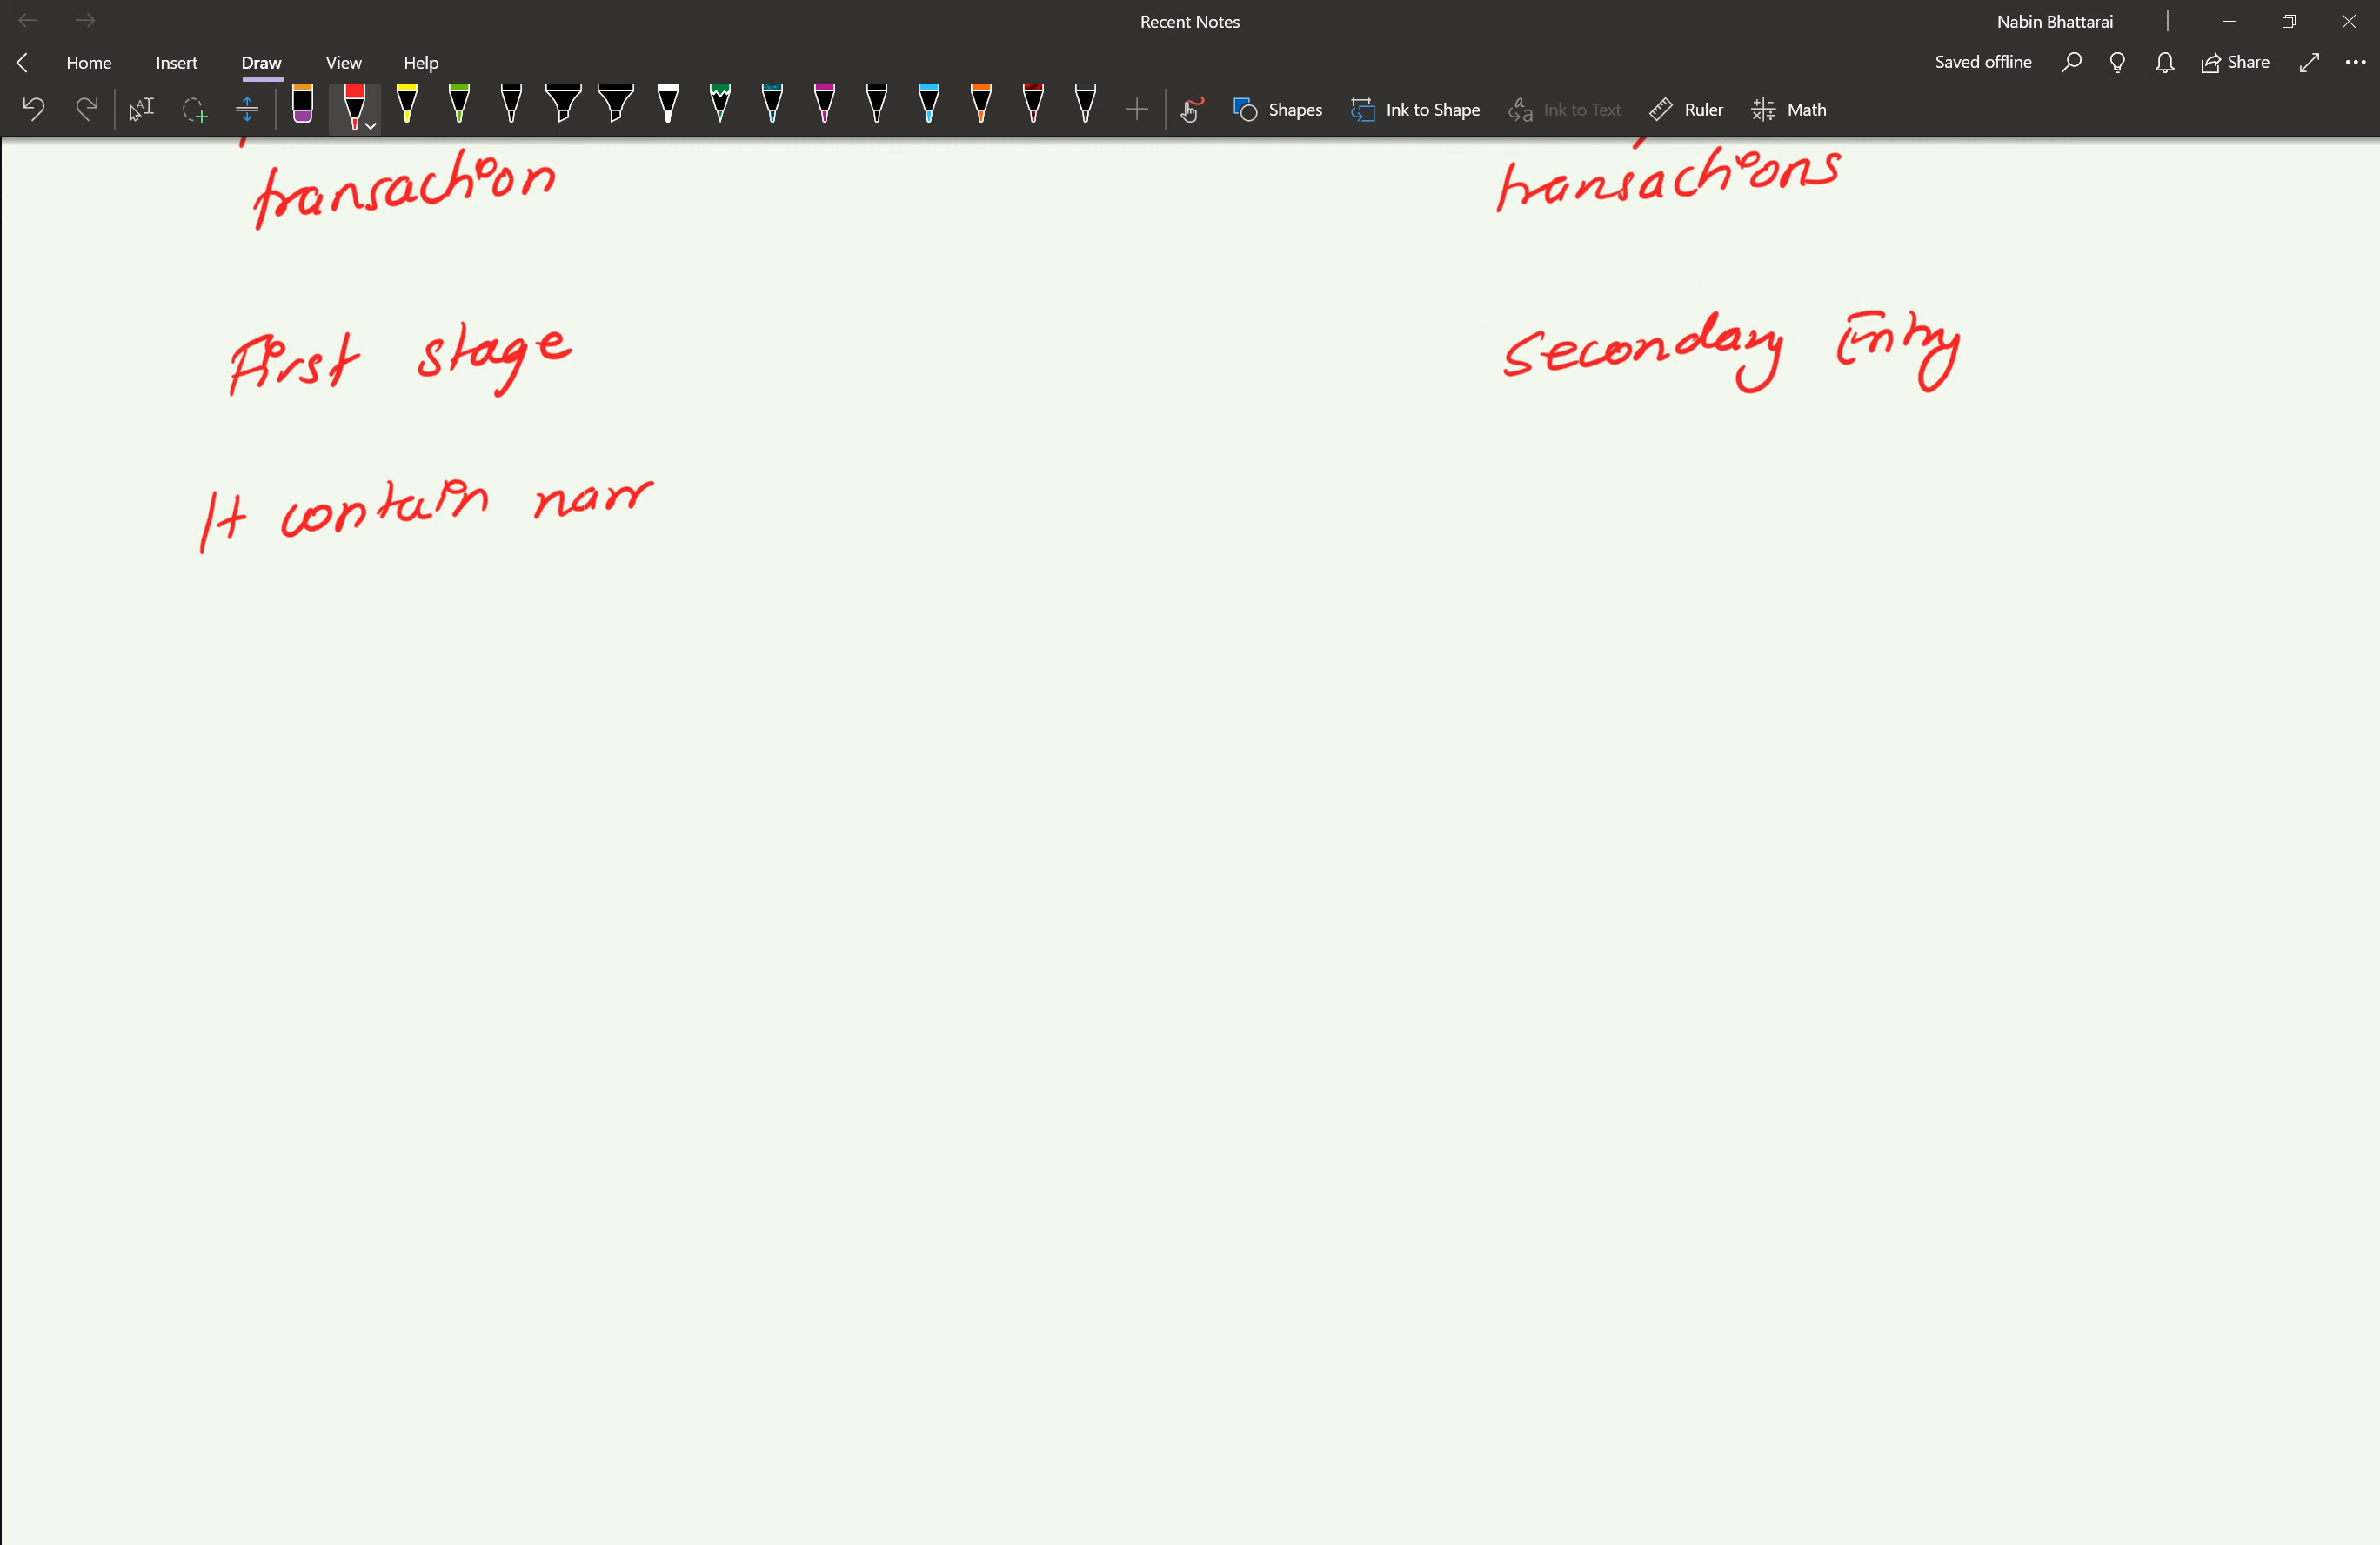 Recent Notes
Nabin Bhattarai
Home Insert Draw View Help
Saved offline
Share
Shapes Ink to Shape Ink to Text Ruler Math
transaction transactions
First stage Secondary Entry
It contain narr